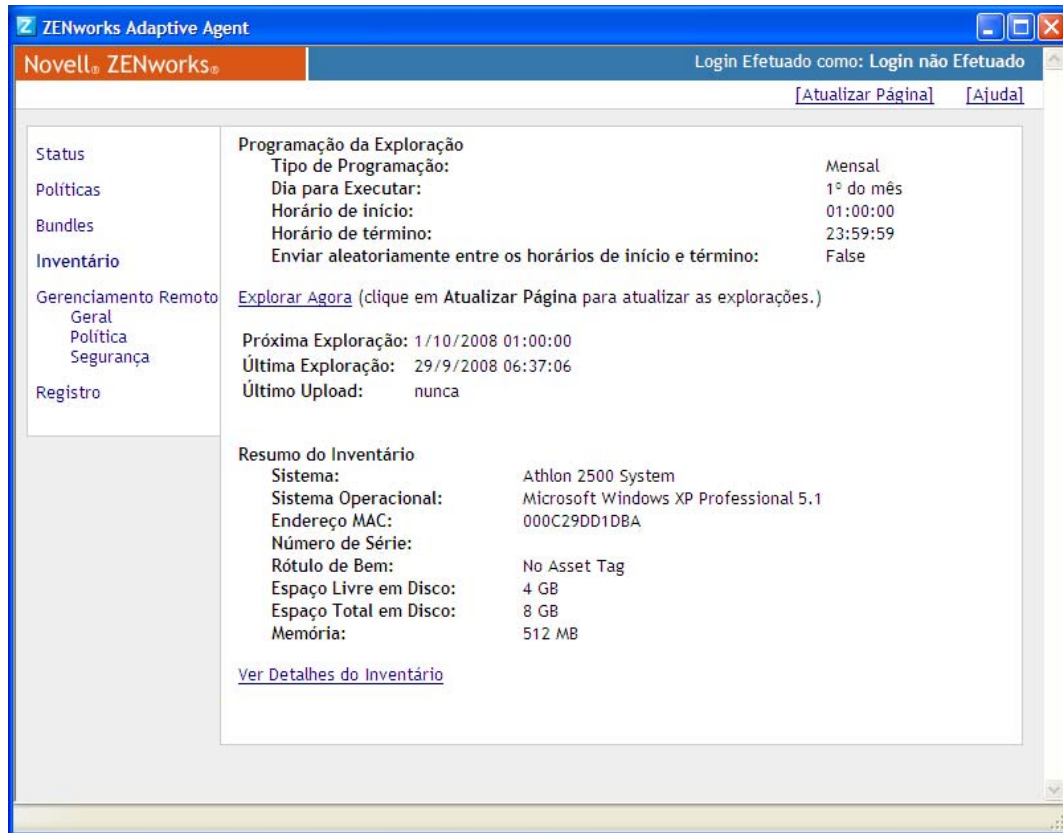 ZENworks Adaptive Agent
Novell® ZENworks®
Login Efetuado como: Login não Efetuado
[Atualizar Página] [Ajuda]
Status
Políticas
Bundles
Inventário
Gerenciamento Remoto
Geral
Política
Segurança
Registro
Programação da Exploração
Tipo de Programação: Mensal
Dia para Executar: 1º do mês
Horário de início: 01:00:00
Horário de término: 23:59:59
Enviar aleatoriamente entre os horários de início e término: False
Explorar Agora (clique em Atualizar Página para atualizar as explorações.)
Próxima Exploração: 1/10/2008 01:00:00
Última Exploração: 29/9/2008 06:37:06
Último Upload: nunca
Resumo do Inventário
Sistema: Athlon 2500 System
Sistema Operacional: Microsoft Windows XP Professional 5.1
Endereço MAC: 000C29DD1DBA
Número de Série:
Rótulo de Bem: No Asset Tag
Espaço Livre em Disco: 4 GB
Espaço Total em Disco: 8 GB
Memória: 512 MB
Ver Detalhes do Inventário